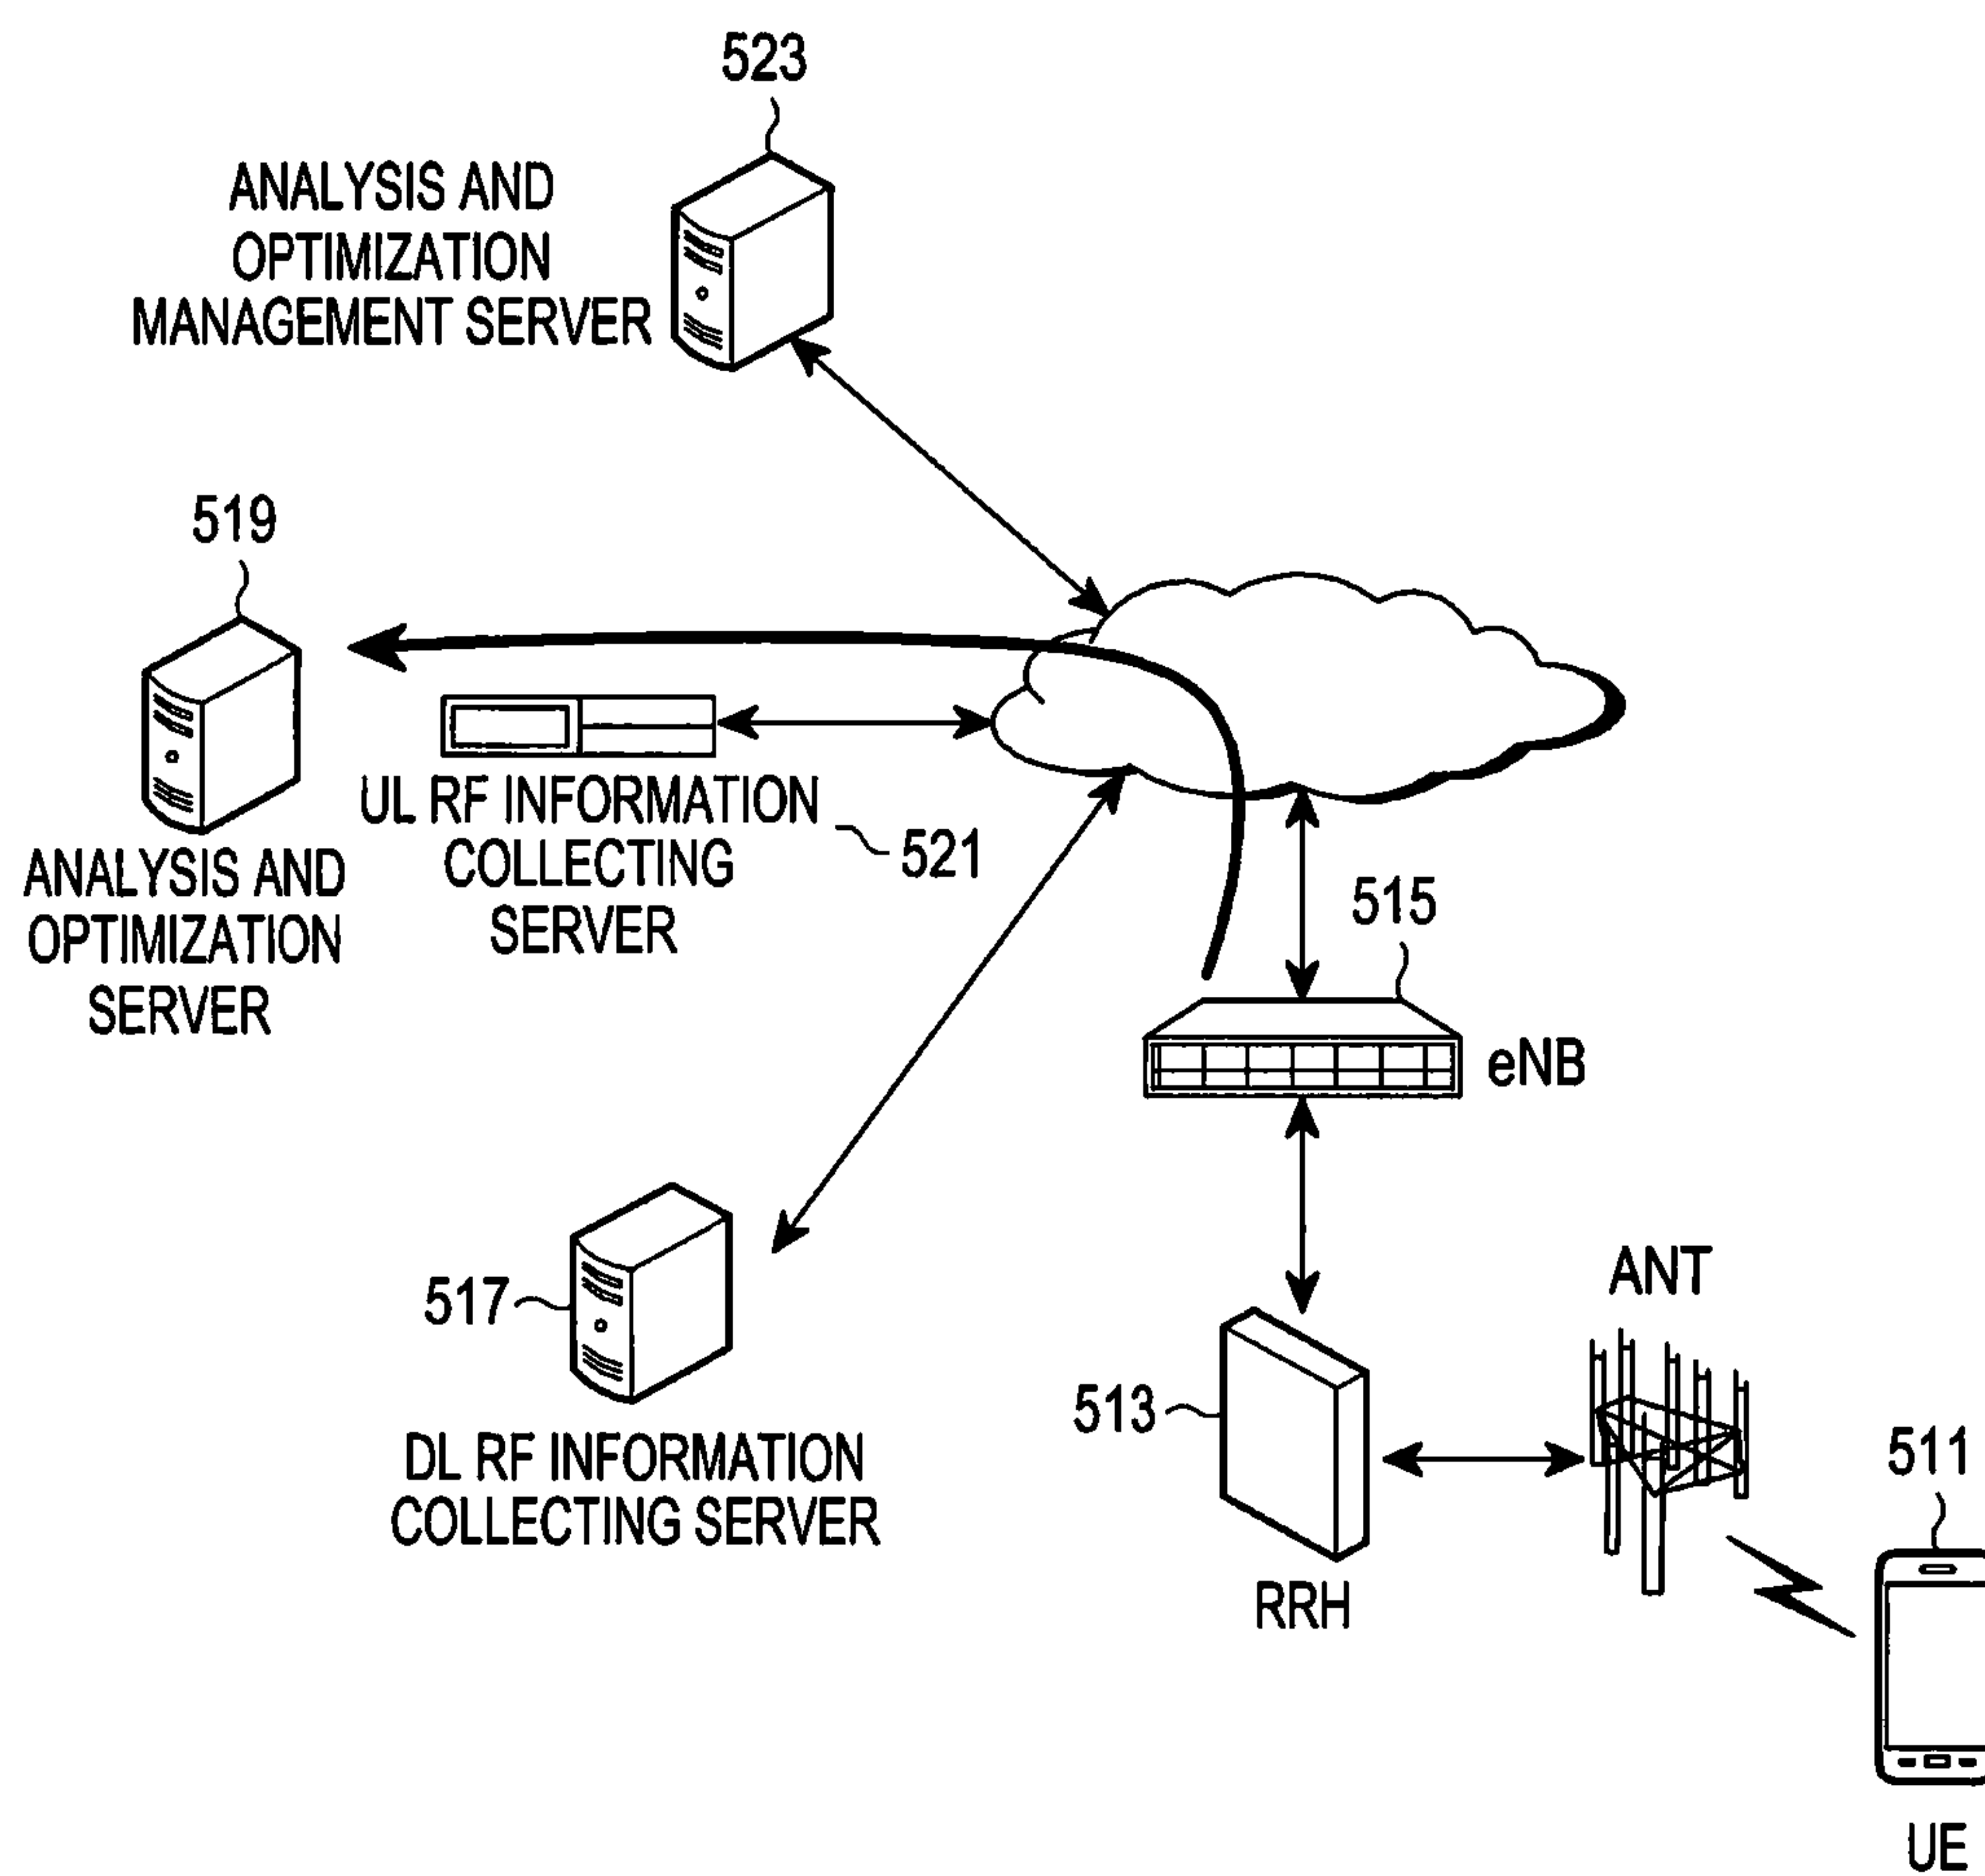 523
ANALYSIS AND
OPTIMIZATION
MANAGEMENT SERVER
519
UL RF INFORMATION
COLLECTING
SERVER
521
ANALYSIS AND
OPTIMIZATION
SERVER
515
eNB
517
DL RF INFORMATION
COLLECTING SERVER
513
RRH
ANT
511
UE